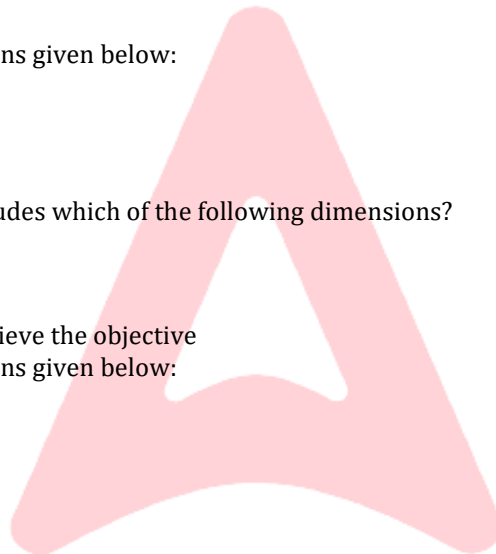 ns given below:
udes which of the following dimensions?
ieve the objective
ns given below: